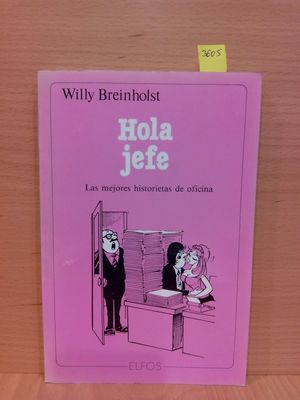 3605
Willy Breinholst
Hola
jefe
Las mejores historietas de oficina
ELFOS